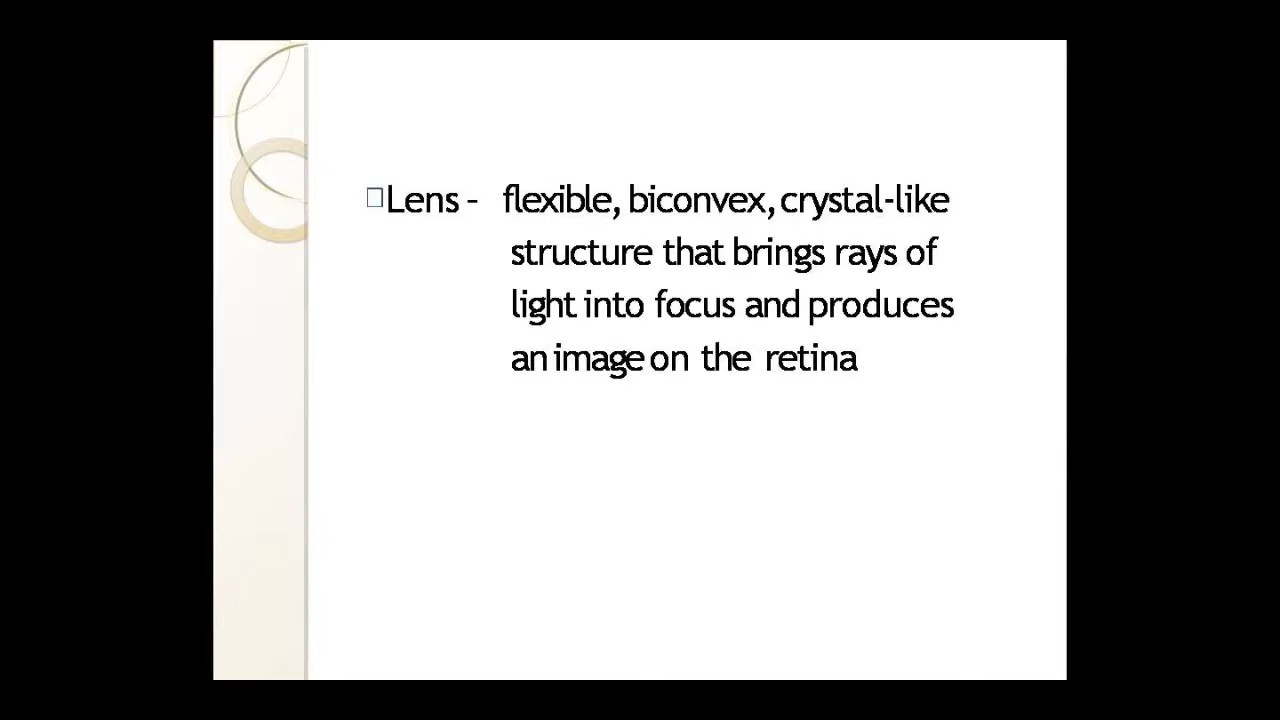 Lens – flexible, biconvex, crystal-like
structure that brings rays of
light into focus and produces
an image on the retina